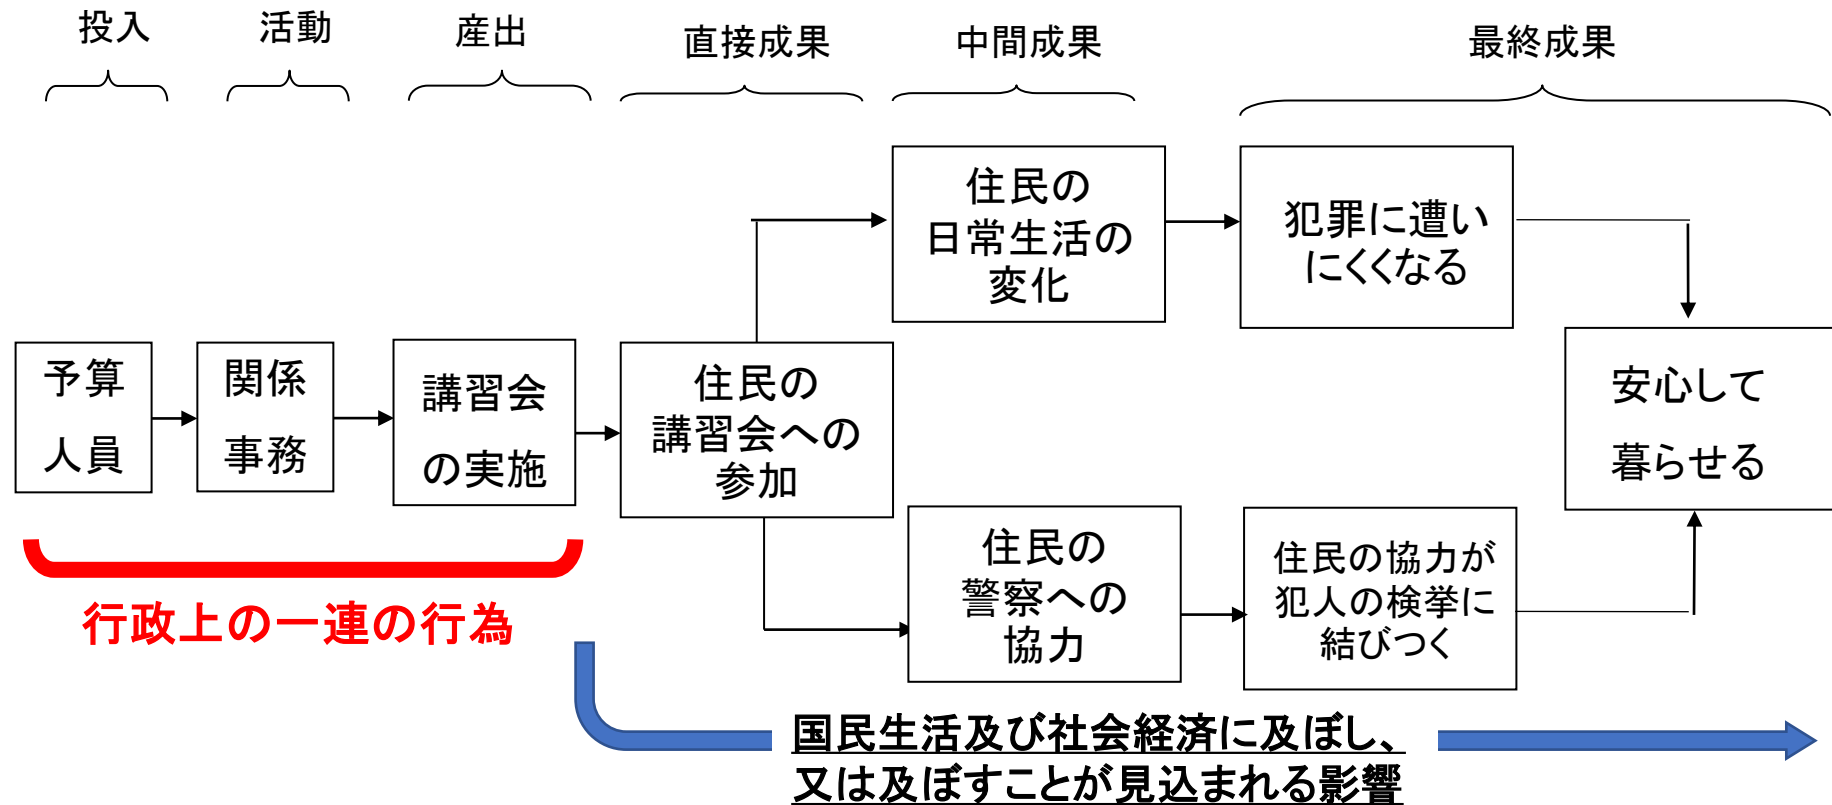 投入
活動
産出
直接成果
中間成果
最終成果
予算
人員
関係
事務
講習会
の実施
住民の
講習会への
参加
住民の
日常生活の
変化
犯罪に遭い
にくくなる
住民の
警察への
協力
住民の協力が
犯人の検挙に
結びつく
安心して
暮らせる
行政上の一連の行為
国民生活及び社会経済に及ぼし、
又は及ぼすことが見込まれる影響